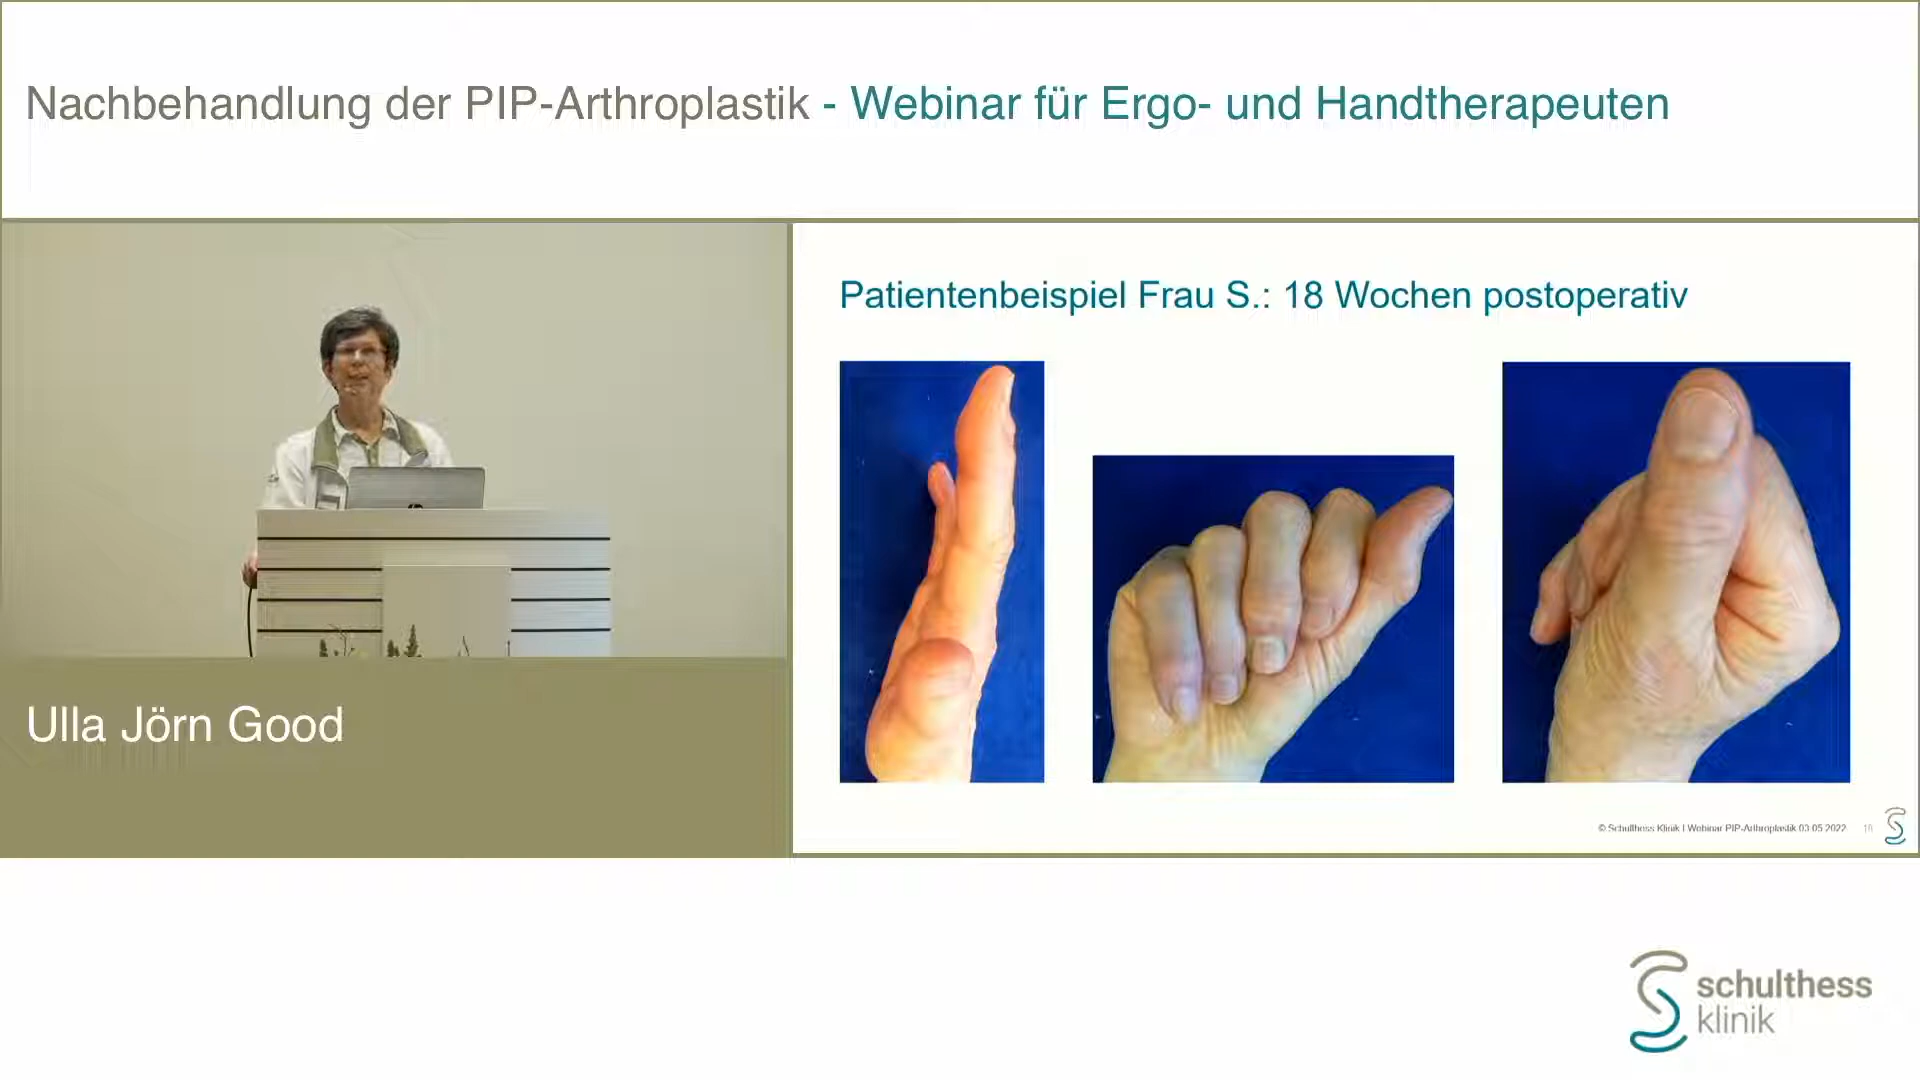 Nachbehandlung der PIP-Arthroplastik - Webinar für Ergo- und Handtherapeuten
Patientenbeispiel Frau S.: 18 Wochen postoperativ
Ulla Jörn Good
© Schulthess Klinik I Webinar PIP-Arthroplastik 03.05.2022
schulthess
klinik